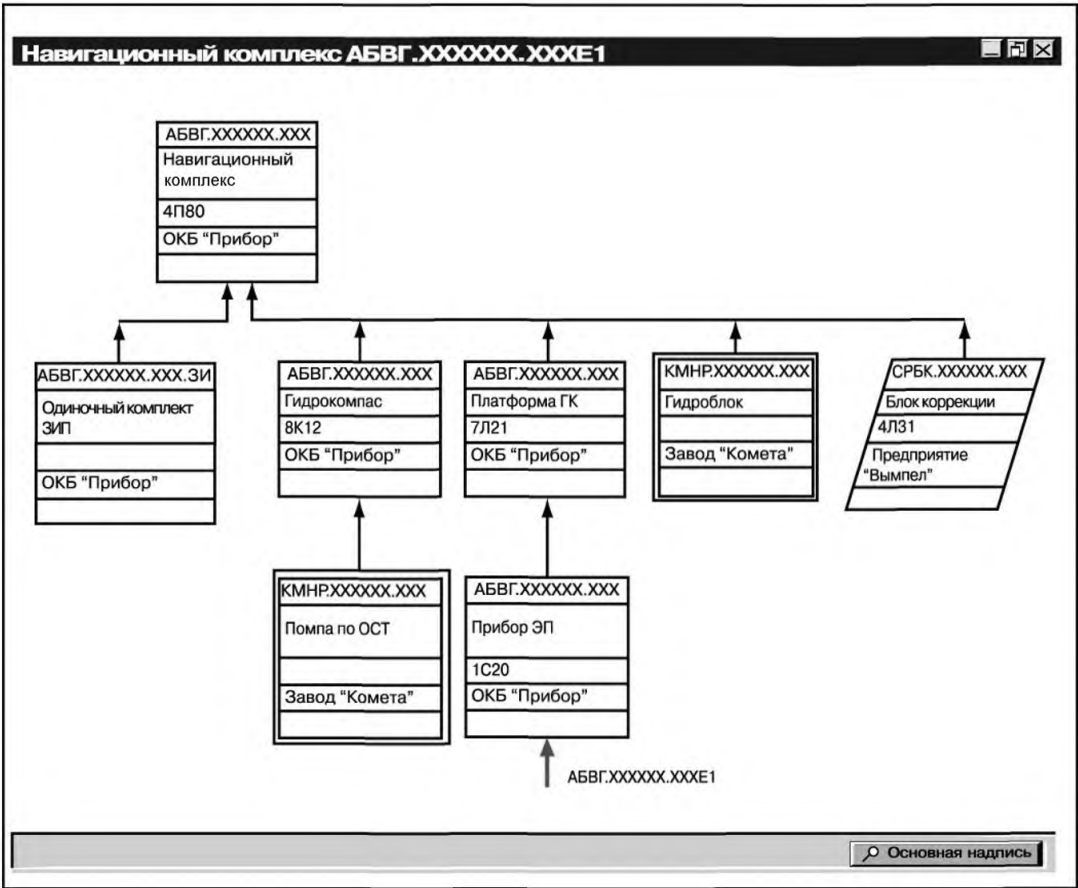 Навигационный комплекс АБВГ.XXXXXX.XXXЕ1
АБВГ.XXXXXX.XXX
Навигационный
комплекс
4П80
ОКБ "Прибор"
АБВГ.XXXXXX.XXX.ЗИ
Одиночный комплект
ЗИП
ОКБ "Прибор"
АБВГ.XXXXXX.XXX
Гидрокомпас
8К12
ОКБ "Прибор"
АБВГ.XXXXXX.XXX
Платформа ГК
7Л21
ОКБ "Прибор"
КМНР.XXXXXX.XXX
Гидроблок
Завод "Комета"
СРБК.XXXXXX.XXX
Блок коррекции
4Л31
Предприятие
"Вымпел"
КМНР.XXXXXX.XXX
Помпа по ОСТ
Завод "Комета"
АБВГ.XXXXXX.XXX
Прибор ЭП
1С20
ОКБ "Прибор"
АБВГ.XXXXXX.XXXЕ1
Основная надпись